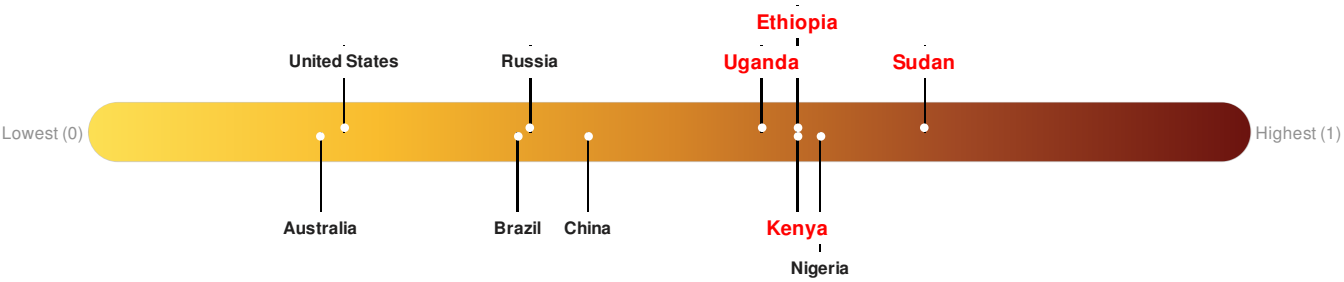 Ethiopia
United States
Russia
Uganda
Sudan
Lowest (0)
Highest (1)
Australia
Brazil
China
Kenya
Nigeria